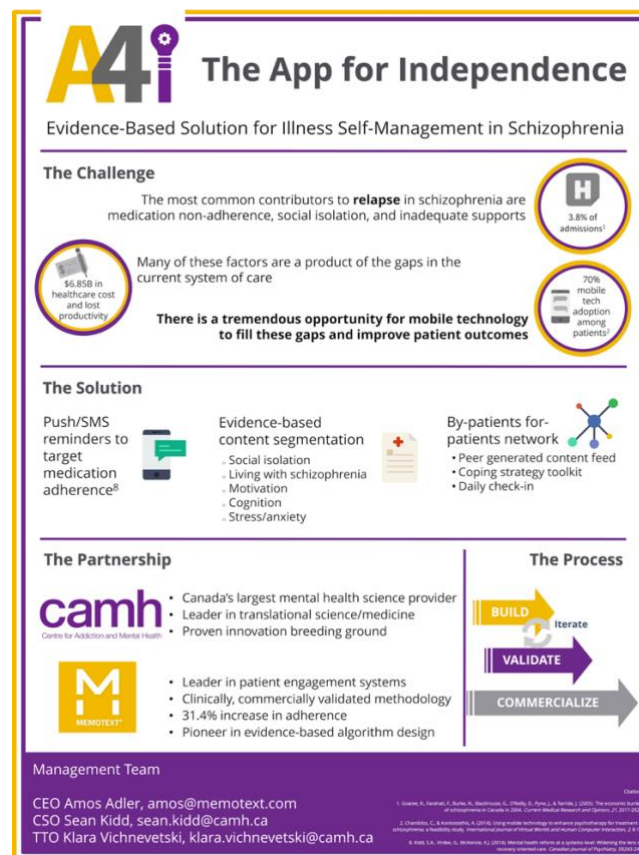 A4i The App for Independence
Evidence-Based Solution for Illness Self-Management in Schizophrenia
The Challenge
The most common contributors to relapse in schizophrenia are
medication non-adherence, social isolation, and inadequate supports
H
3.8% of
admissions¹
$6.85B in
healthcare cost
and lost
productivity
Many of these factors are a product of the gaps in the
current system of care
There is a tremendous opportunity for mobile technology
to fill these gaps and improve patient outcomes
70%
mobile
tech
adoption
among
patients²
The Solution
Push/SMS
reminders to
target
medication
adherence⁸
Evidence-based
content segmentation
Social isolation
Living with schizophrenia
Motivation
Cognition
Stress/anxiety
By-patients for-
patients network
• Peer generated content feed
• Coping strategy toolkit
• Daily check-in
The Partnership
camh
Centre for Addiction and Mental Health
• Canada's largest mental health science provider
• Leader in translational science/medicine
• Proven innovation breeding ground
M
MEMOTEXT
• Leader in patient engagement systems
• Clinically, commercially validated methodology
• 31.4% increase in adherence
• Pioneer in evidence-based algorithm design
The Process
BUILD
Iterate
VALIDATE
COMMERCIALIZE
Management Team
CEO Amos Adler, amos@memotext.com
CSO Sean Kidd, sean.kidd@camh.ca
TTO Klara Vichnevetski, klara.vichnevetski@camh.ca